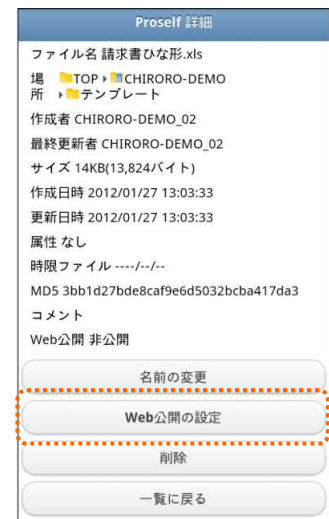 Proself 詳細
ファイル名 請求書ひな形.xls
場所 TOP CHIRORO-DEMO
テンプレート
作成者 CHIRORO-DEMO_02
最終更新者 CHIRORO-DEMO_02
サイズ 14KB(13,824バイト)
作成日時 2012/01/27 13:03:33
更新日時 2012/01/27 13:03:33
属性 なし
時限ファイル ----/--/--
MD5 3bb1d27bde8caf9e6d5032bcba417da3
コメント
Web公開 非公開
名前の変更
Web公開の設定
削除
一覧に戻る